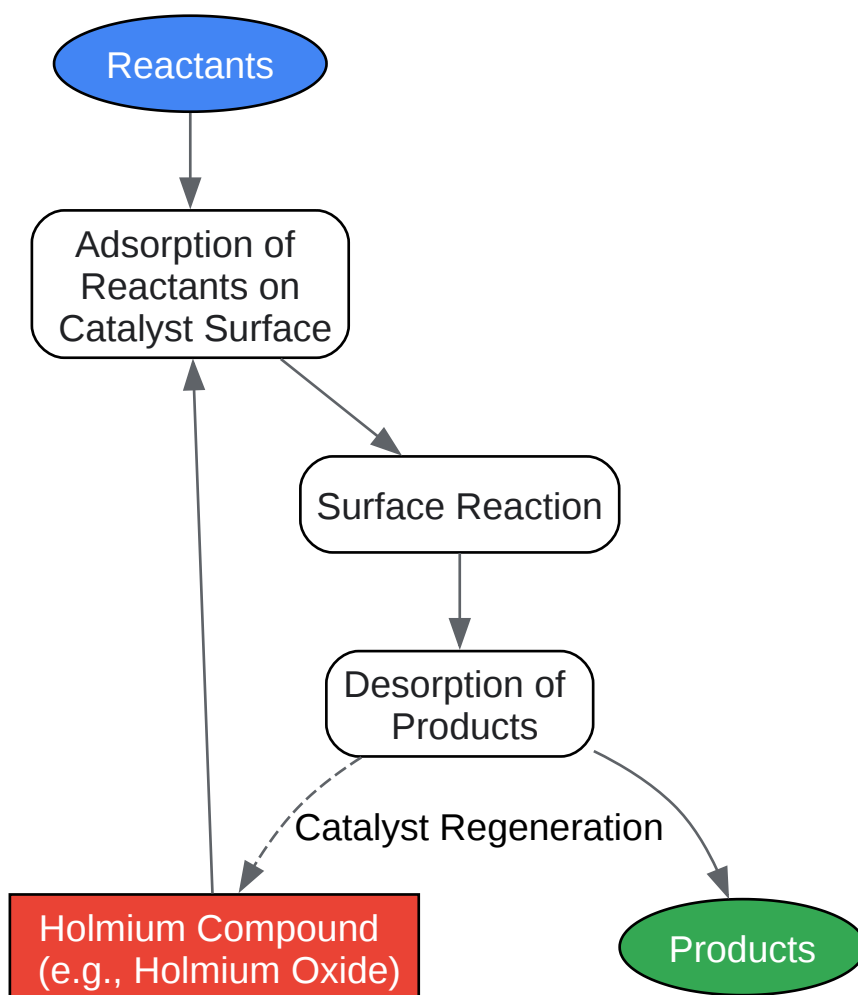 Reactants
Adsorption of
Reactants on
Catalyst Surface
Surface Reaction
Desorption of
Products
Catalyst Regeneration
Holmium Compound
(e.g., Holmium Oxide)
Products